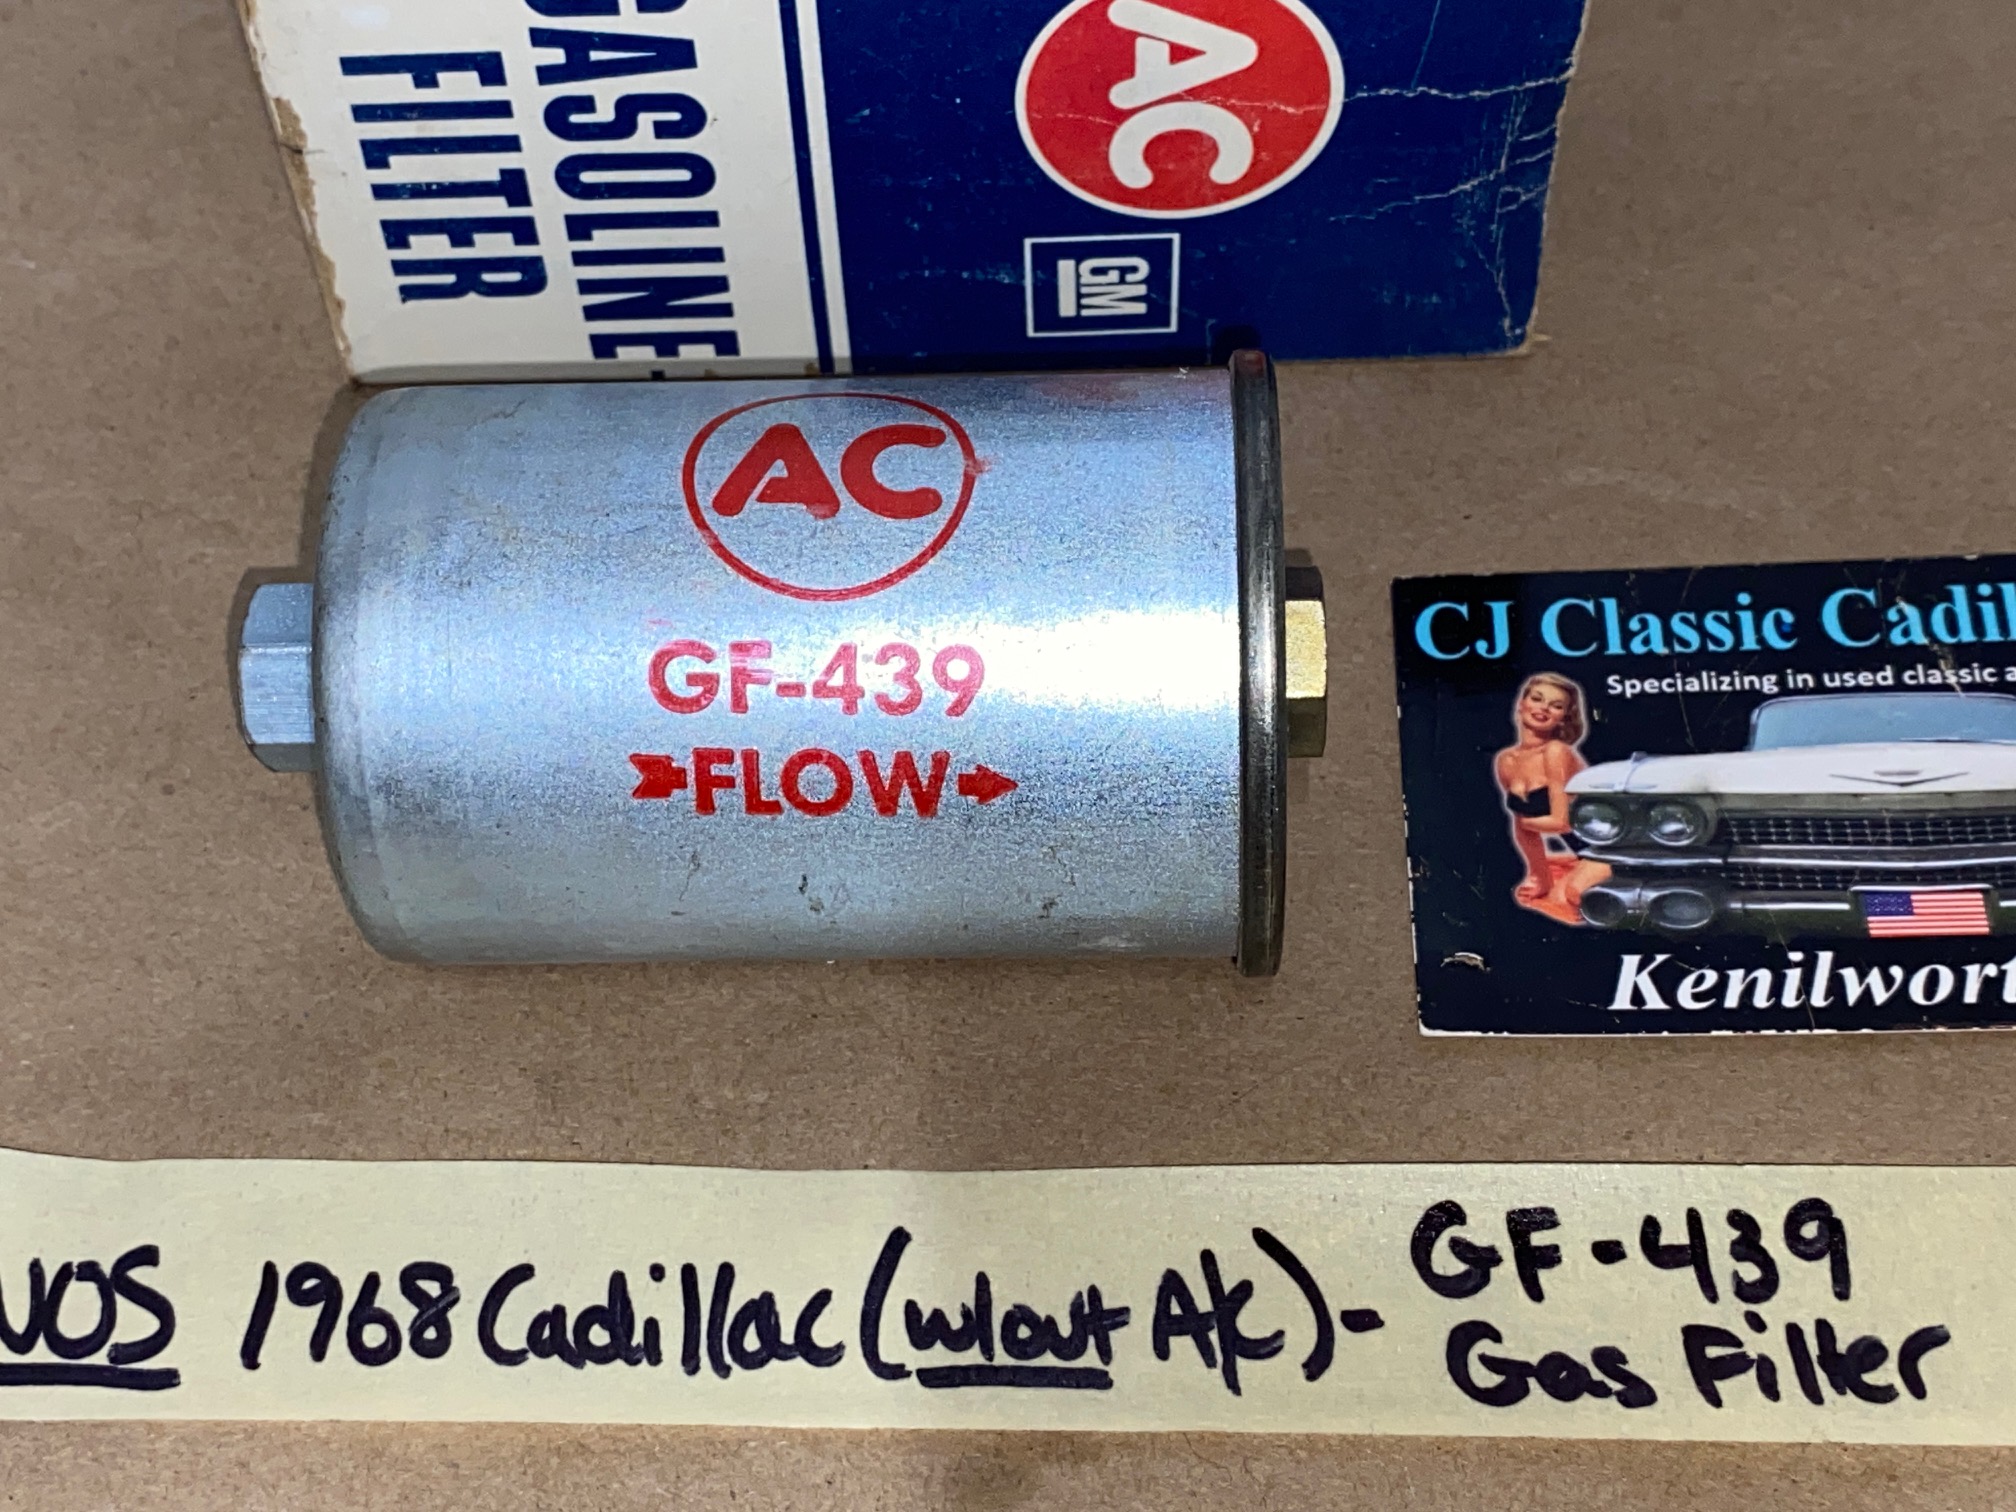 GASOLINE
FILTER
AC
GM
AC
GF-439
FLOW
CJ Classic Cadil
Specializing in used classic a
Kenilwort
NOS 1968 Cadillac (w/out A/C) - GF-439
Gas Filter